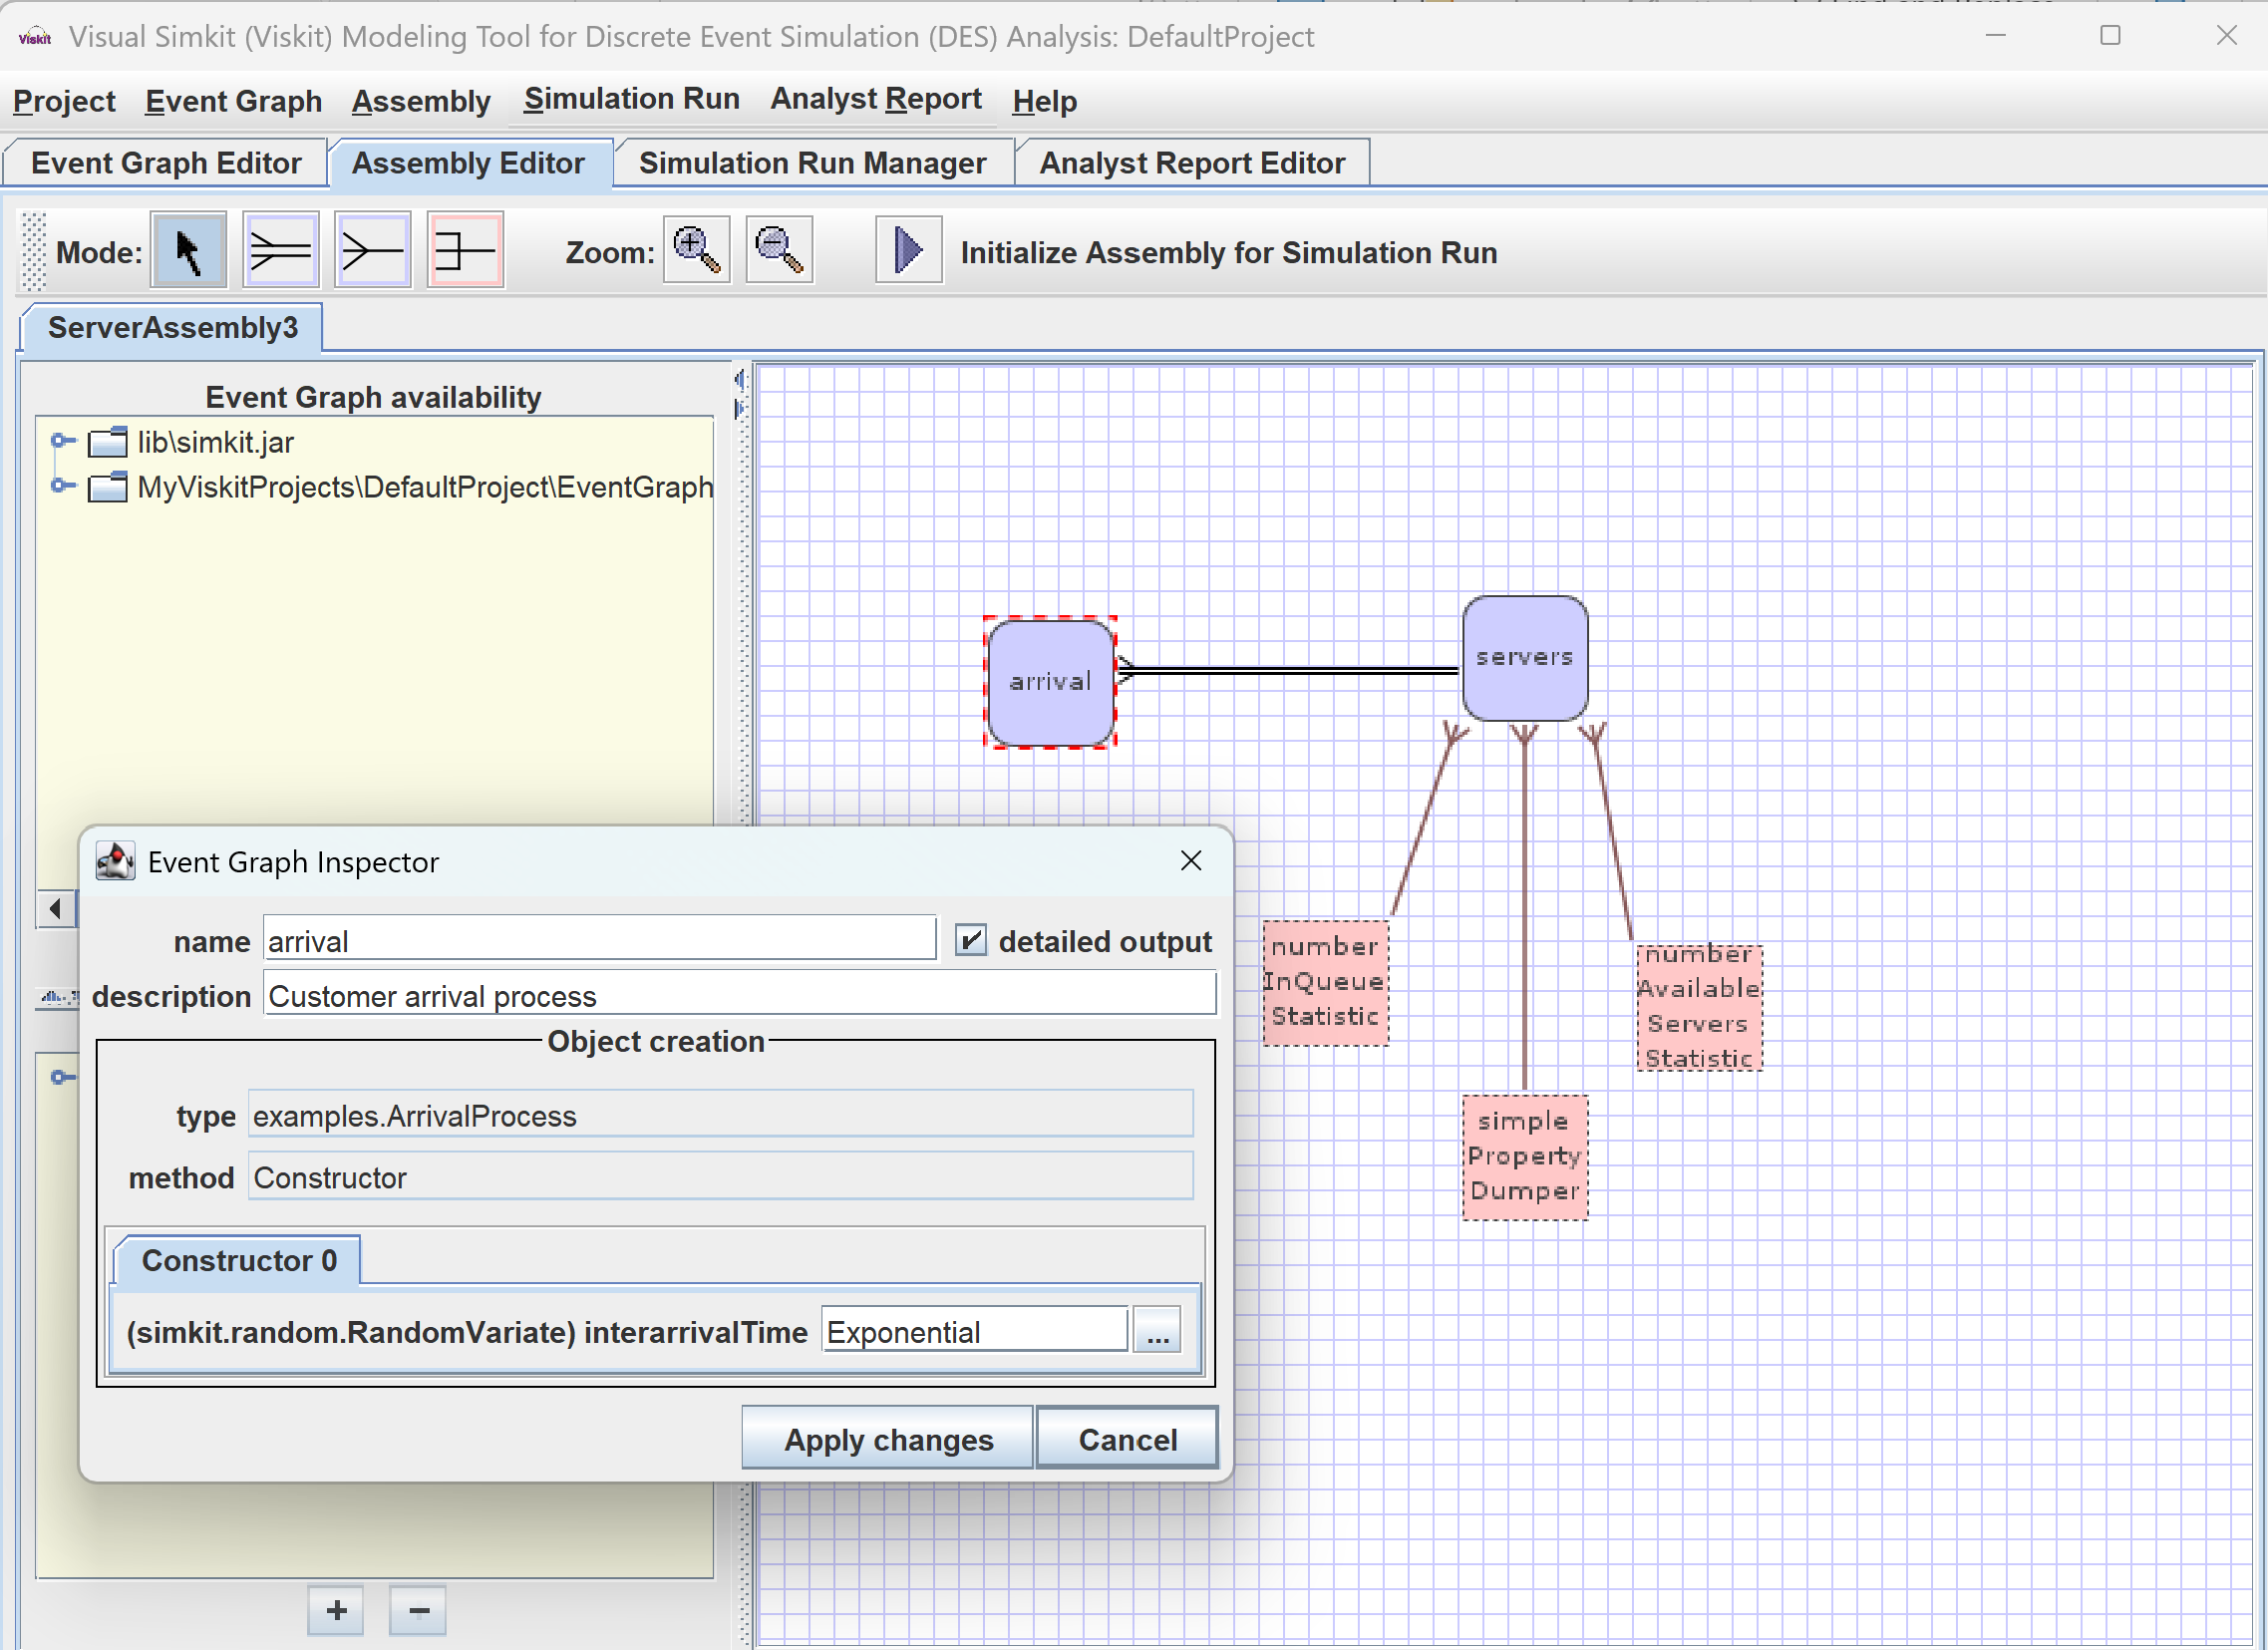 Viskit Visual Simkit (Viskit) Modeling Tool for Discrete Event Simulation (DES) Analysis: DefaultProject
Project Event Graph Assembly Simulation Run Analyst Report Help
Event Graph Editor Assembly Editor Simulation Run Manager Analyst Report Editor
Mode: Zoom: Initialize Assembly for Simulation Run
ServerAssembly3
Event Graph availability
lib\simkit.jar
MyViskitProjects\DefaultProject\EventGraph
arrival
servers
number
InQueue
Statistic
number
Available
Servers
Statistic
simple
Property
Dumper
Event Graph Inspector
name arrival detailed output
description Customer arrival process
Object creation
type examples.ArrivalProcess
method Constructor
Constructor 0
(simkit.random.RandomVariate) interarrivalTime Exponential ...
Apply changes Cancel
+ −